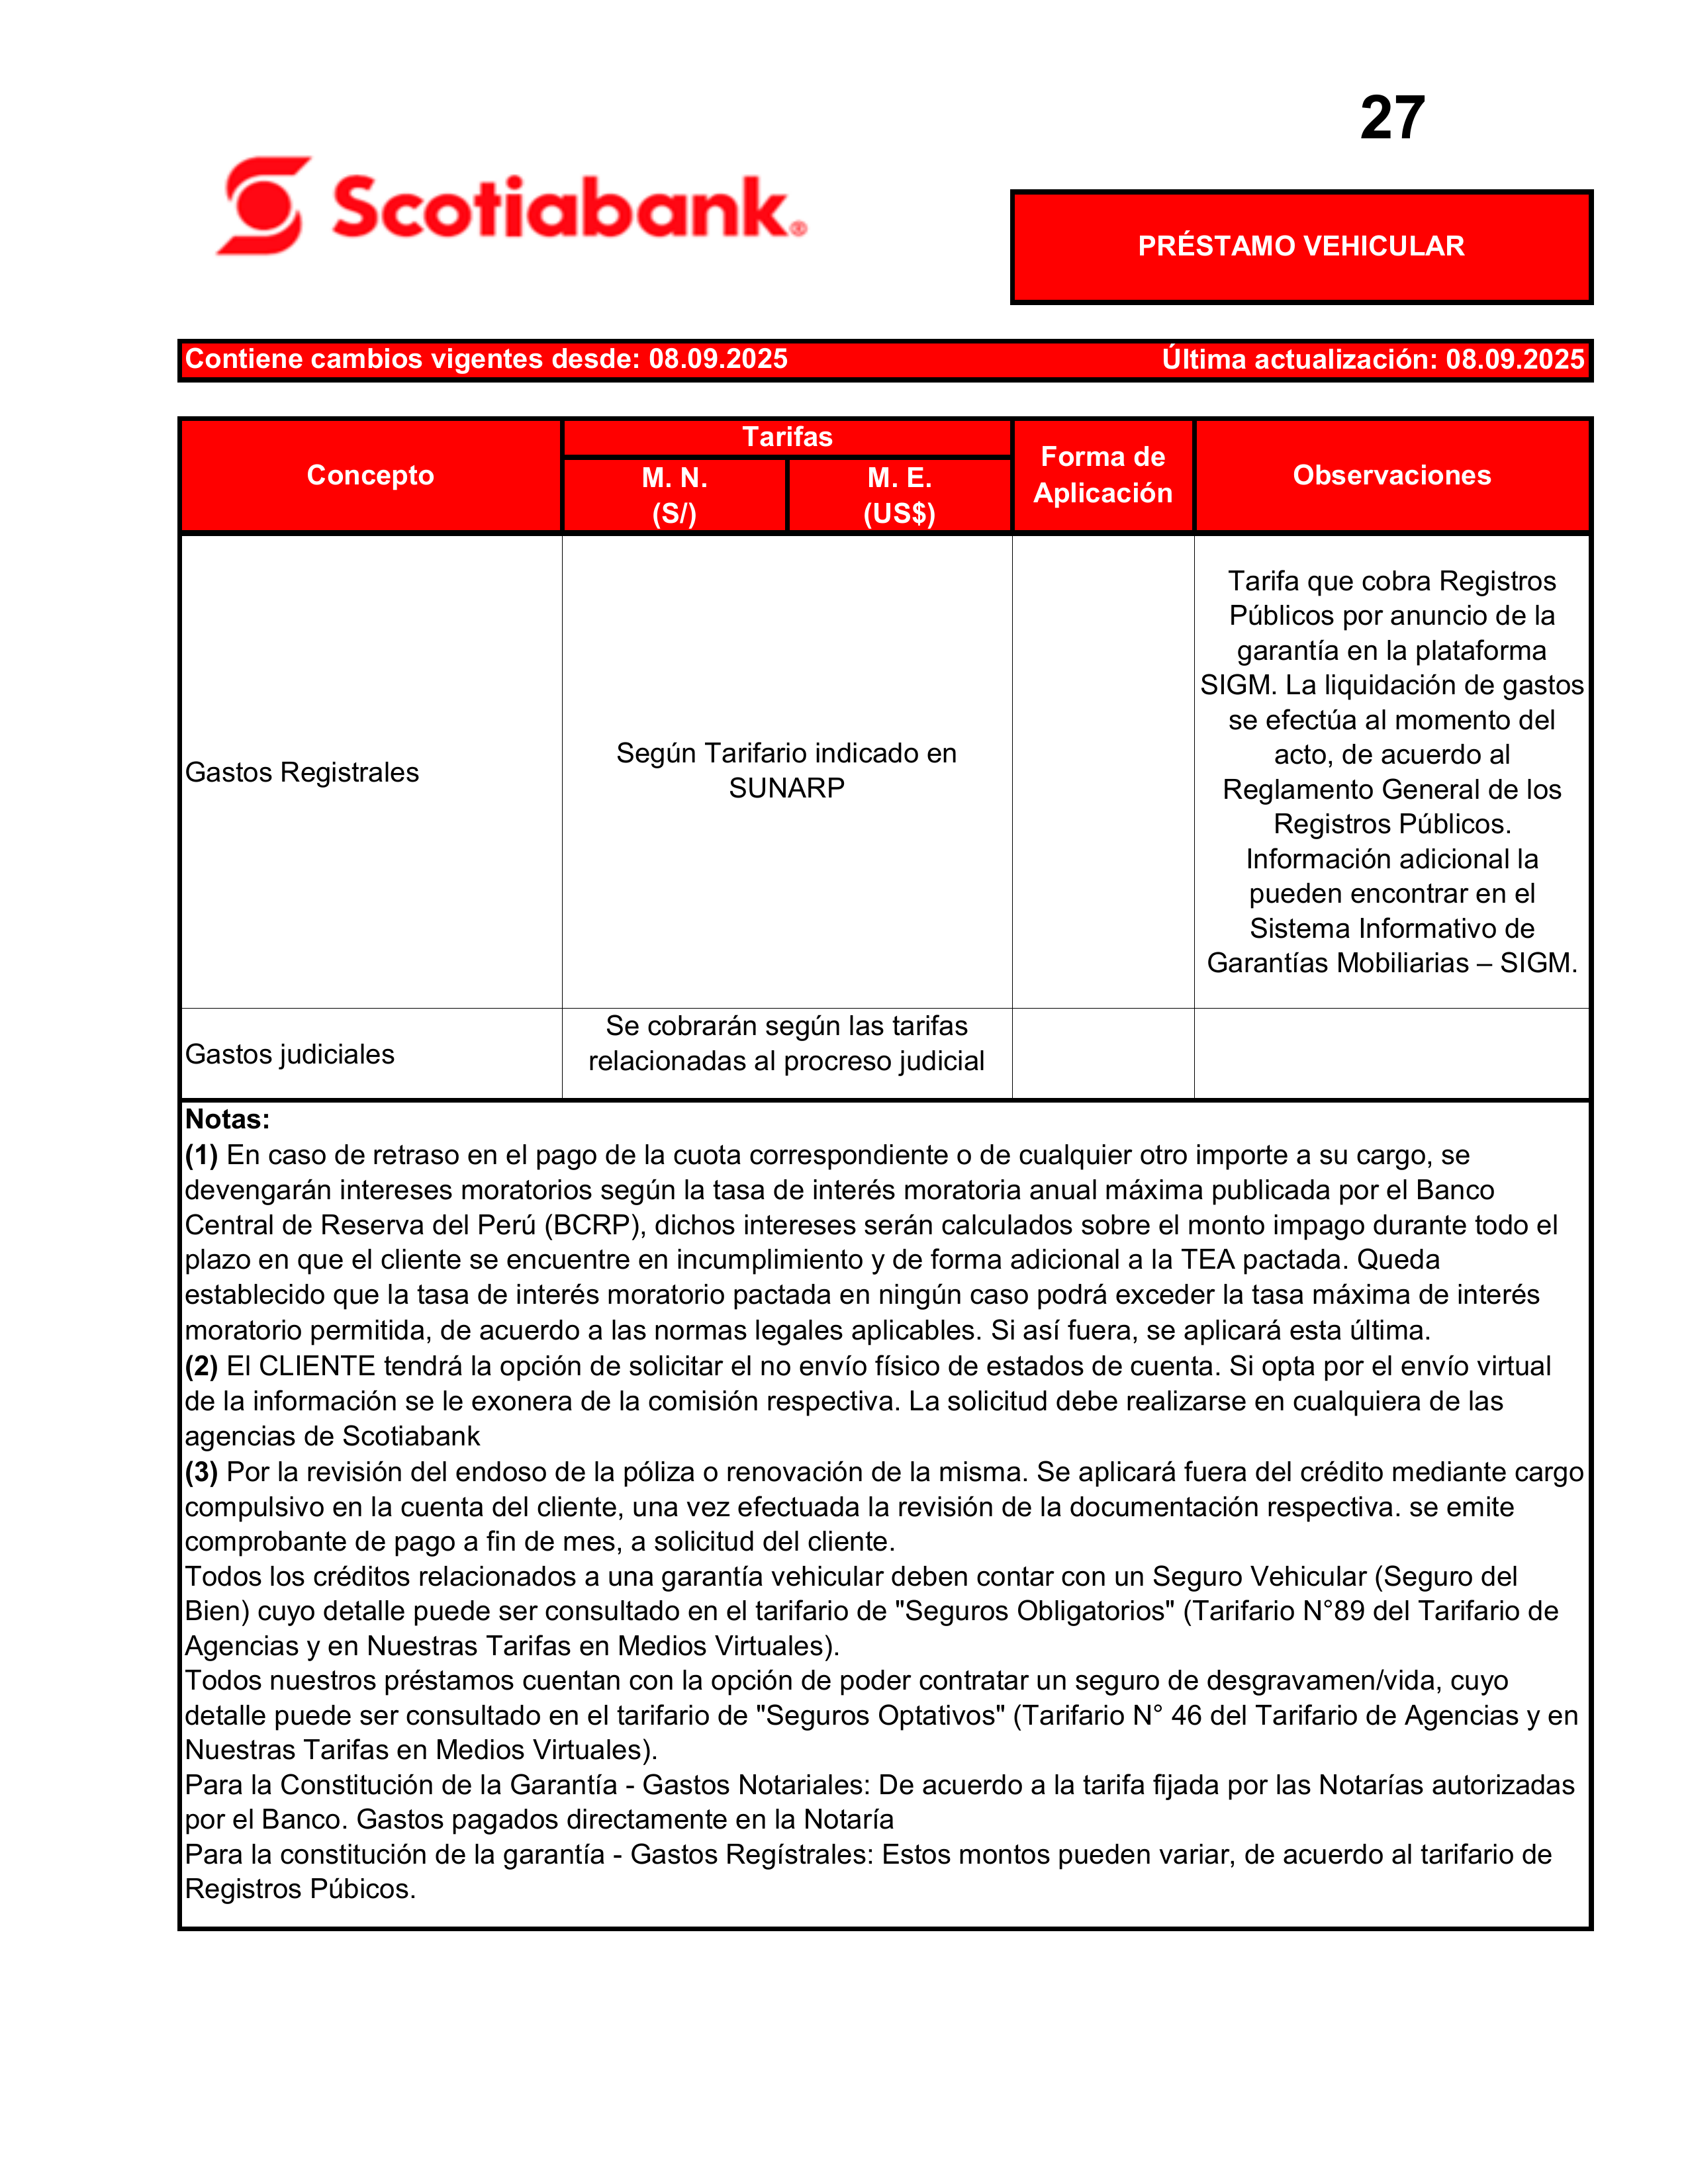 27
Scotiabank®
PRÉSTAMO VEHICULAR
Contiene cambios vigentes desde: 08.09.2025 Última actualización: 08.09.2025
Concepto
Tarifas
M. N.
(S/)
M. E.
(US$)
Forma de
Aplicación
Observaciones
Gastos Registrales
Según Tarifario indicado en
SUNARP
Tarifa que cobra Registros
Públicos por anuncio de la
garantía en la plataforma
SIGM. La liquidación de gastos
se efectúa al momento del
acto, de acuerdo al
Reglamento General de los
Registros Públicos.
Información adicional la
pueden encontrar en el
Sistema Informativo de
Garantías Mobiliarias – SIGM.
Gastos judiciales
Se cobrarán según las tarifas
relacionadas al procreso judicial
Notas:
(1) En caso de retraso en el pago de la cuota correspondiente o de cualquier otro importe a su cargo, se
devengarán intereses moratorios según la tasa de interés moratoria anual máxima publicada por el Banco
Central de Reserva del Perú (BCRP), dichos intereses serán calculados sobre el monto impago durante todo el
plazo en que el cliente se encuentre en incumplimiento y de forma adicional a la TEA pactada. Queda
establecido que la tasa de interés moratorio pactada en ningún caso podrá exceder la tasa máxima de interés
moratorio permitida, de acuerdo a las normas legales aplicables. Si así fuera, se aplicará esta última.
(2) El CLIENTE tendrá la opción de solicitar el no envío físico de estados de cuenta. Si opta por el envío virtual
de la información se le exonera de la comisión respectiva. La solicitud debe realizarse en cualquiera de las
agencias de Scotiabank
(3) Por la revisión del endoso de la póliza o renovación de la misma. Se aplicará fuera del crédito mediante cargo
compulsivo en la cuenta del cliente, una vez efectuada la revisión de la documentación respectiva. se emite
comprobante de pago a fin de mes, a solicitud del cliente.
Todos los créditos relacionados a una garantía vehicular deben contar con un Seguro Vehicular (Seguro del
Bien) cuyo detalle puede ser consultado en el tarifario de "Seguros Obligatorios" (Tarifario N°89 del Tarifario de
Agencias y en Nuestras Tarifas en Medios Virtuales).
Todos nuestros préstamos cuentan con la opción de poder contratar un seguro de desgravamen/vida, cuyo
detalle puede ser consultado en el tarifario de "Seguros Optativos" (Tarifario N° 46 del Tarifario de Agencias y en
Nuestras Tarifas en Medios Virtuales).
Para la Constitución de la Garantía - Gastos Notariales: De acuerdo a la tarifa fijada por las Notarías autorizadas
por el Banco. Gastos pagados directamente en la Notaría
Para la constitución de la garantía - Gastos Regístrales: Estos montos pueden variar, de acuerdo al tarifario de
Registros Púbicos.